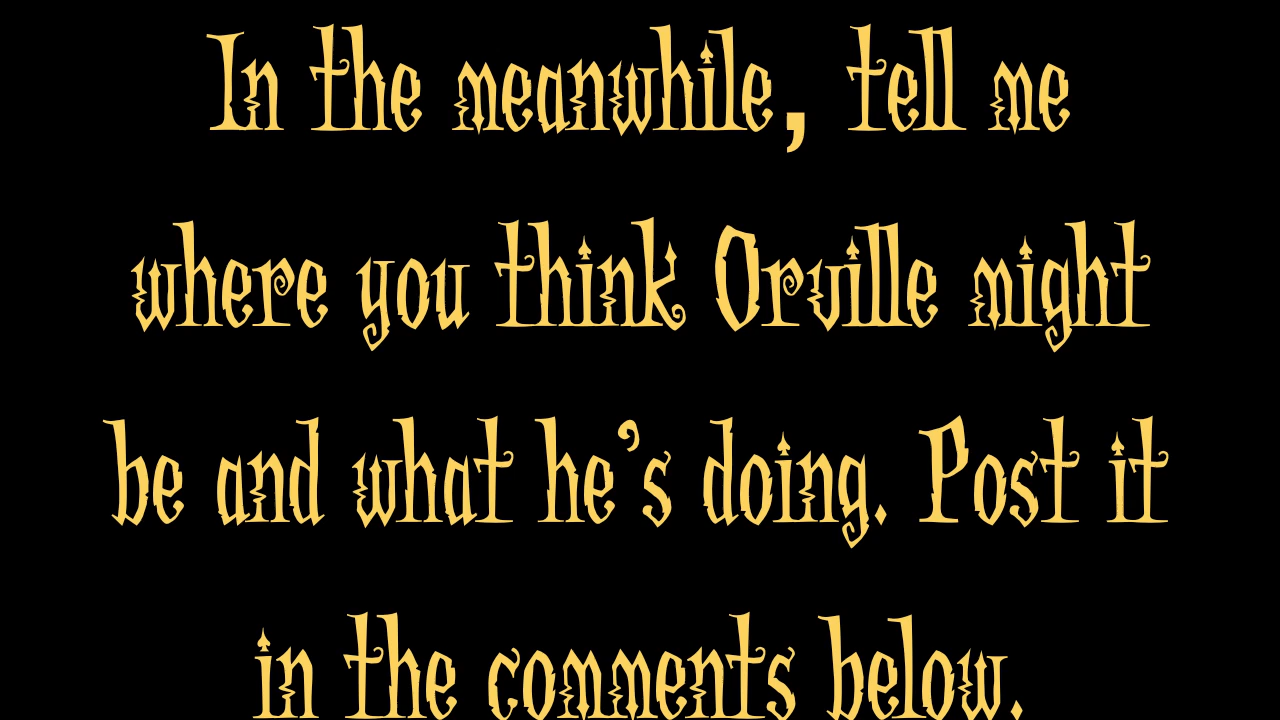 In the meanwhile, tell me
where you think Orville might
be and what he's doing. Post it
in the comments below.